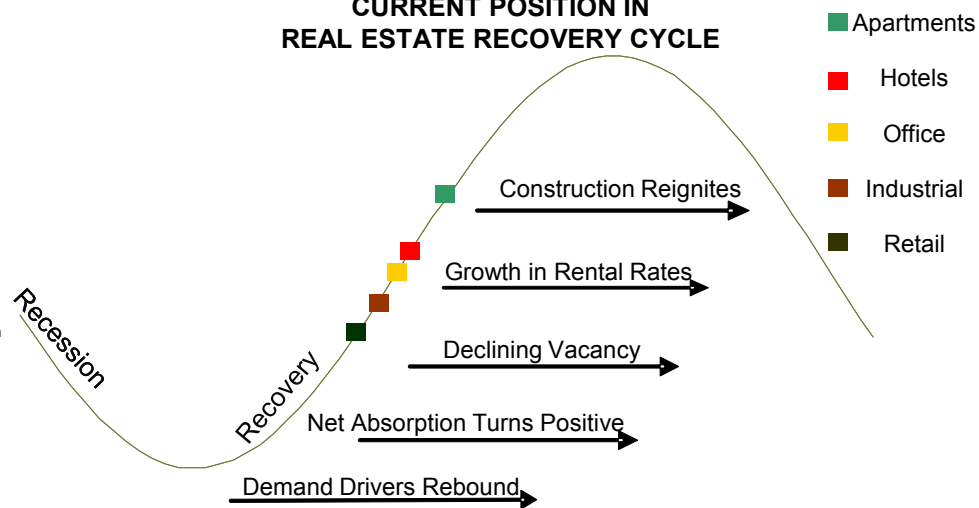 CURRENT POSITION IN
REAL ESTATE RECOVERY CYCLE
Apartments
Hotels
Office
Industrial
Retail
Construction Reignites
Growth in Rental Rates
Declining Vacancy
Net Absorption Turns Positive
Demand Drivers Rebound
Recession
Recovery